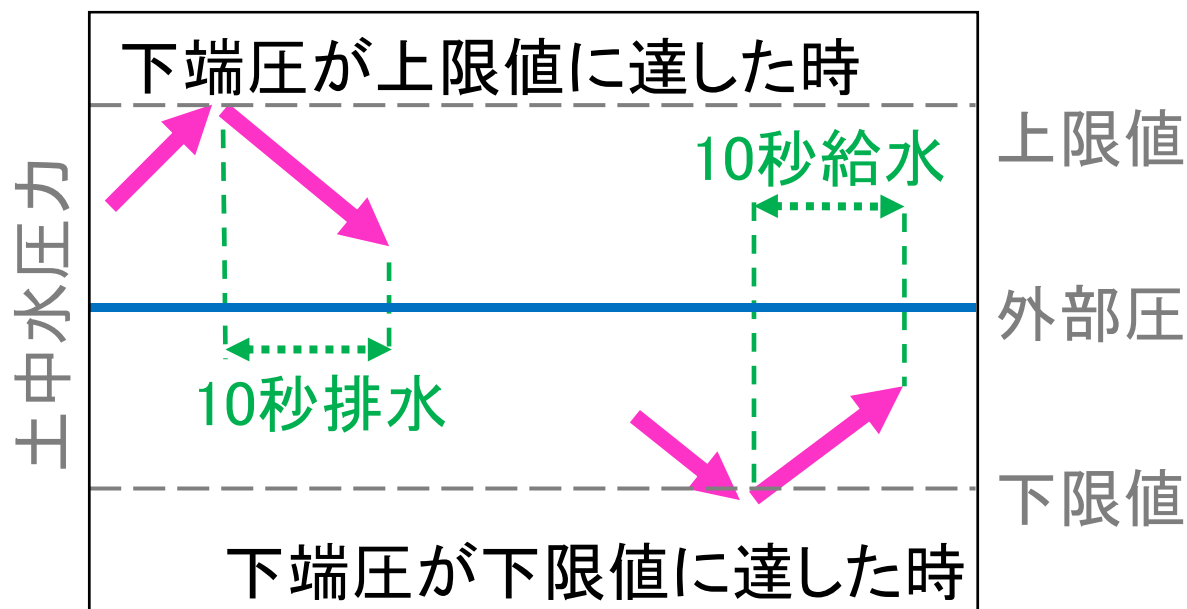 下端圧が上限値に達した時
上限値
10秒給水
土中水圧力
外部圧
10秒排水
下限値
下端圧が下限値に達した時